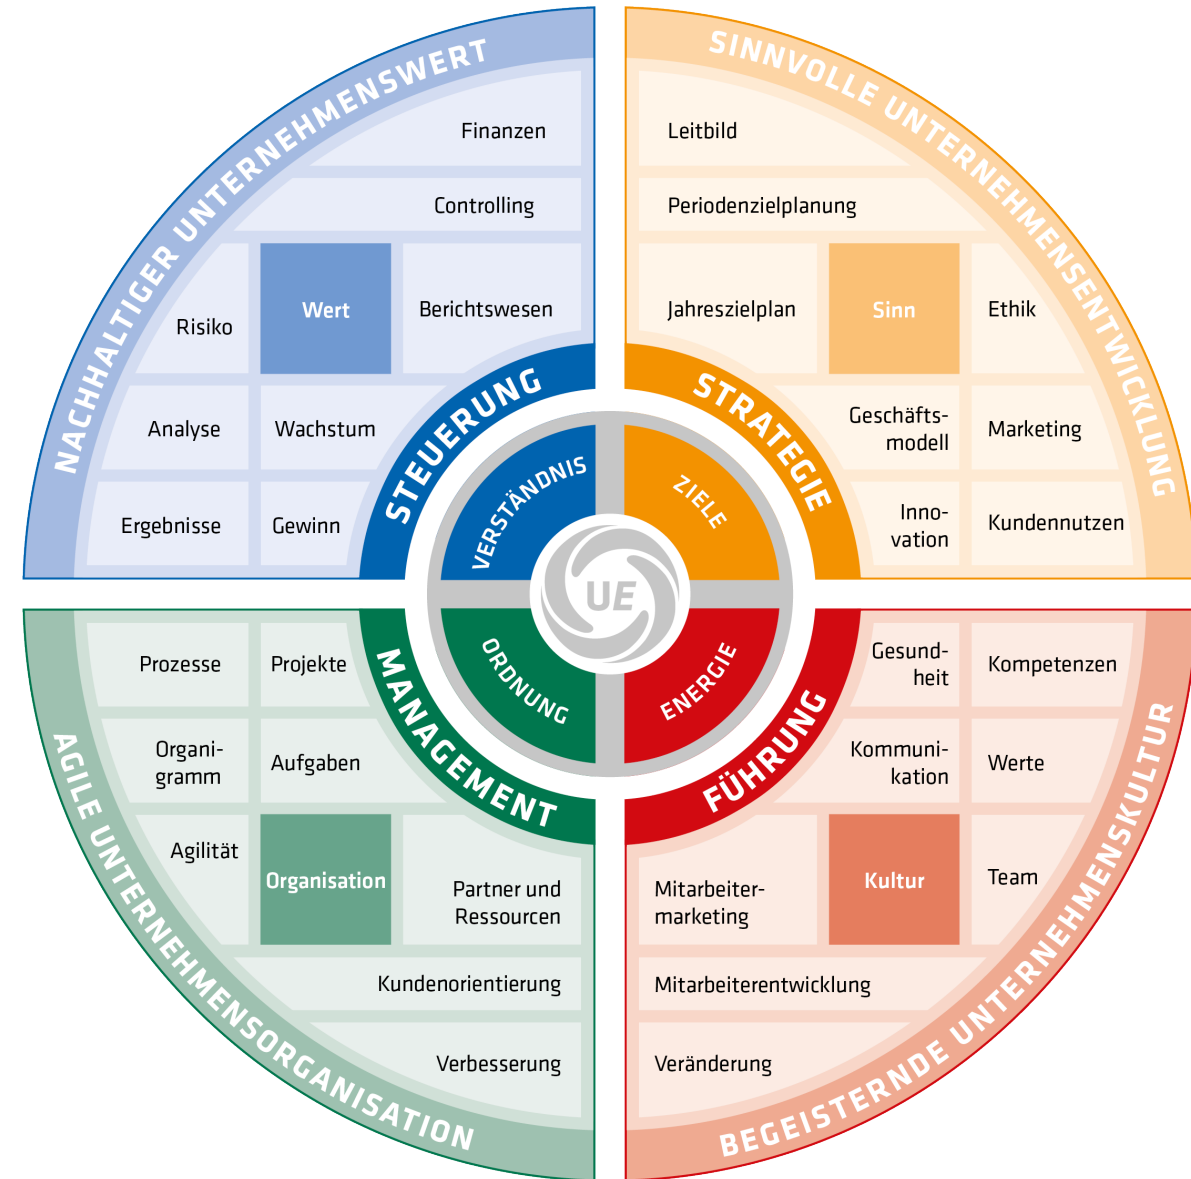 NACHHALTIGER UNTERNEHMENSWERT
Finanzen
Controlling
Risiko
Wert
Berichtswesen
Analyse
Wachstum
Ergebnisse
Gewinn
STEUERUNG
VERSTÄNDNIS
SINNVOLLE UNTERNEHMENSENTWICKLUNG
Leitbild
Periodenzielplanung
Jahreszielplan
Sinn
Ethik
Geschäfts-
modell
Marketing
Inno-
vation
Kundennutzen
STRATEGIE
ZIELE
UE
AGILE UNTERNEHMENSORGANISATION
Prozesse
Projekte
Organi-
gramm
Aufgaben
Agilität
Organisation
Partner und
Ressourcen
Kundenorientierung
Verbesserung
MANAGEMENT
ORDNUNG
BEGEISTERNDE UNTERNEHMENSKULTUR
Gesund-
heit
Kompetenzen
Kommuni-
kation
Werte
Mitarbeiter-
marketing
Kultur
Team
Mitarbeiterentwicklung
Veränderung
FÜHRUNG
ENERGIE